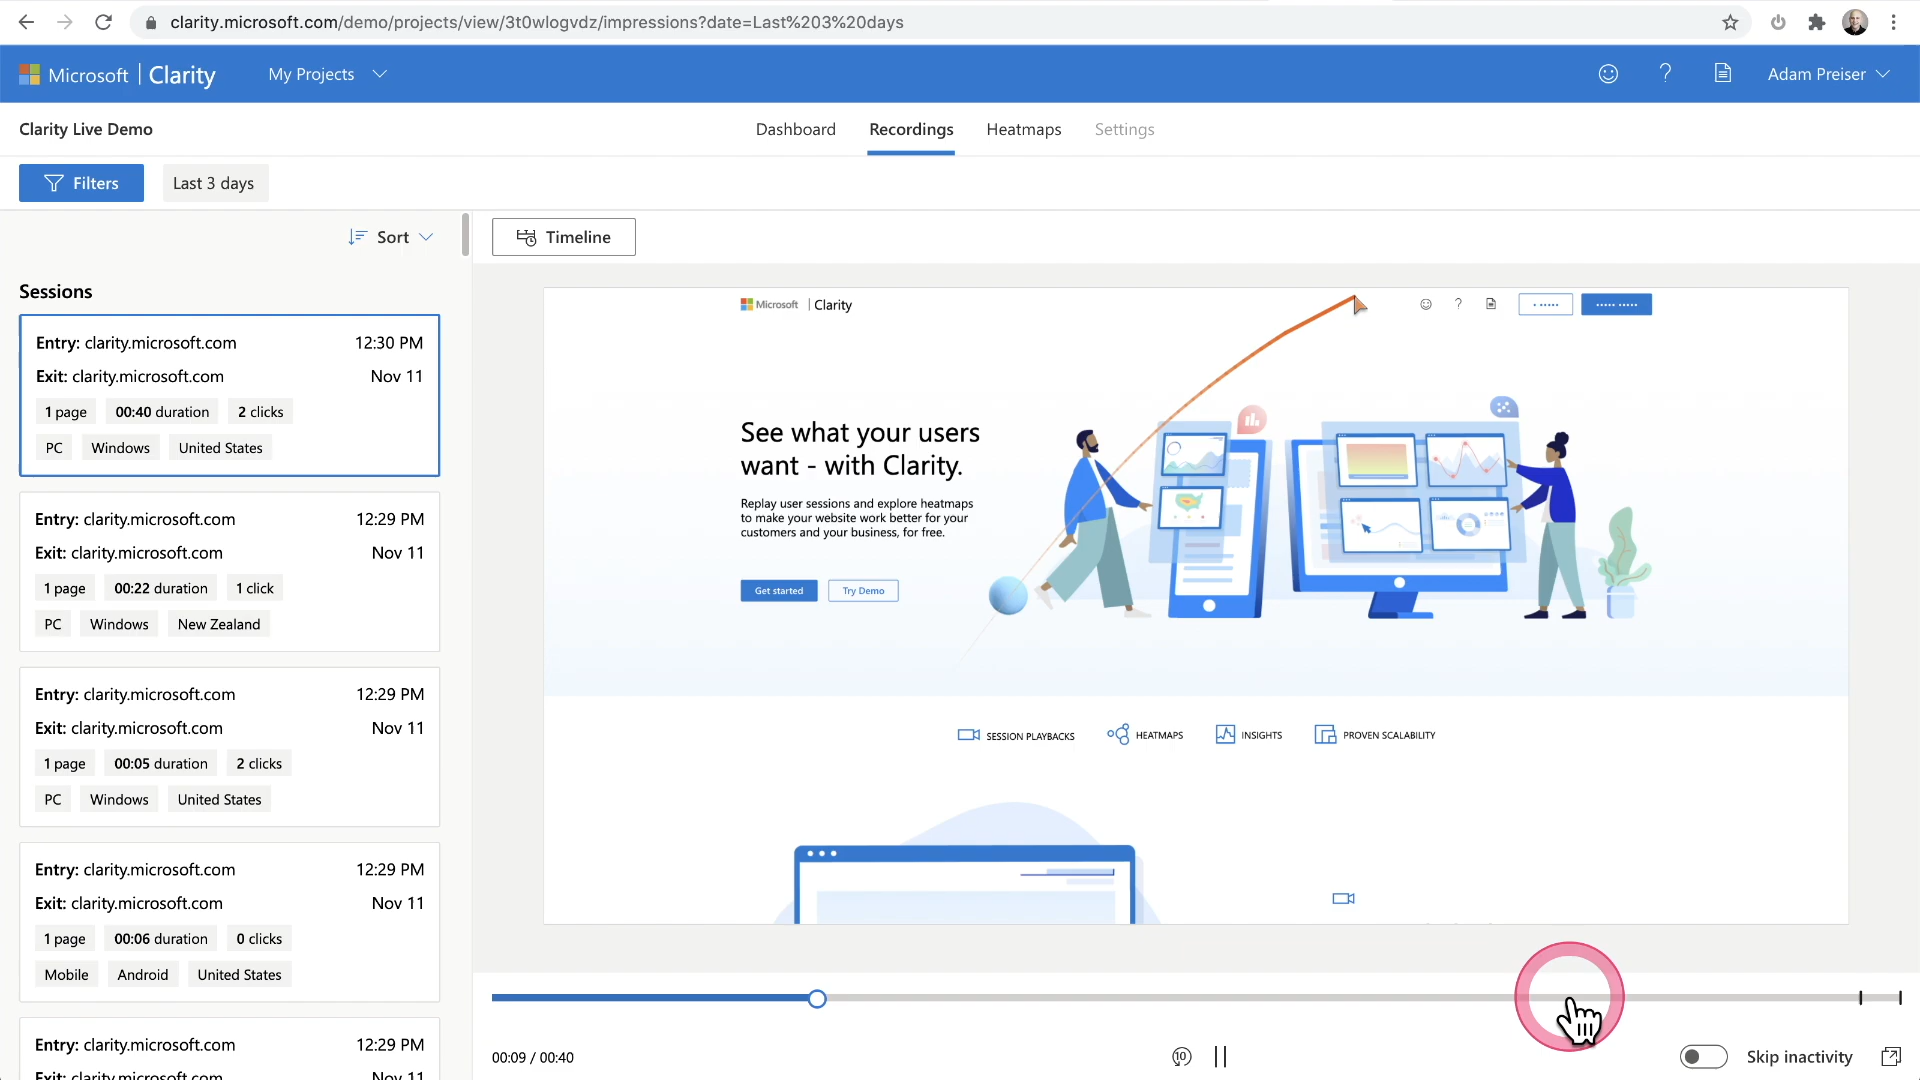 clarity.microsoft.com/demo/projects/view/3t0wlogvdz/impressions?date=Last%203%20days
Microsoft | Clarity
My Projects
?
Adam Preiser
Clarity Live Demo
Dashboard
Recordings
Heatmaps
Settings
Filters
Last 3 days
Sort
Timeline
Sessions
Entry: clarity.microsoft.com 12:30 PM
Exit: clarity.microsoft.com Nov 11
1 page 00:40 duration 2 clicks
PC Windows United States
Entry: clarity.microsoft.com 12:29 PM
Exit: clarity.microsoft.com Nov 11
1 page 00:22 duration 1 click
PC Windows New Zealand
Entry: clarity.microsoft.com 12:29 PM
Exit: clarity.microsoft.com Nov 11
1 page 00:05 duration 2 clicks
PC Windows United States
Entry: clarity.microsoft.com 12:29 PM
Exit: clarity.microsoft.com Nov 11
1 page 00:06 duration 0 clicks
Mobile Android United States
Entry: clarity.microsoft.com 12:29 PM
Exit: clarity.microsoft.com Nov 11
Microsoft | Clarity
?
See what your users
want - with Clarity.
Replay user sessions and explore heatmaps
to make your website work better for your
customers and your business, for free.
Get started
Try Demo
SESSION PLAYBACKS
HEATMAPS
INSIGHTS
PROVEN SCALABILITY
00:09 / 00:40
10
Skip inactivity